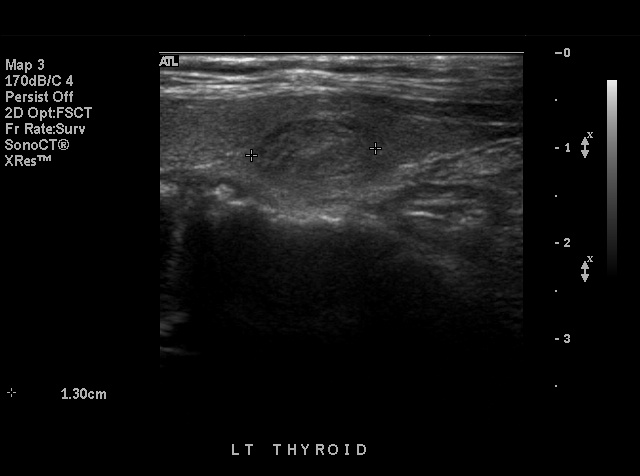 ATL
Map 3
170dB/C 4
Persist Off
2D Opt:FSCT
Fr Rate:Surv
SonoCT®
XRes™
0
1
x
2
x
3
1.30cm
LT THYROID